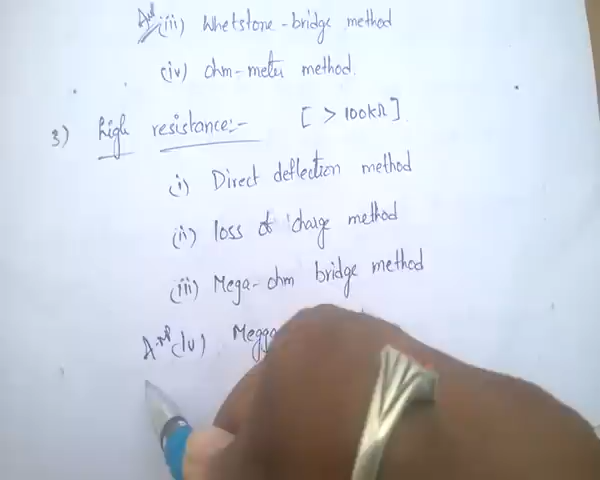 (iii) Whetstone-bridge method
(iv) ohm-meter method.
3) high resistance:- [ > 100kΩ ]
(i) Direct deflection method
(ii) loss of charge method
(iii) Mega-ohm bridge method
(iv)